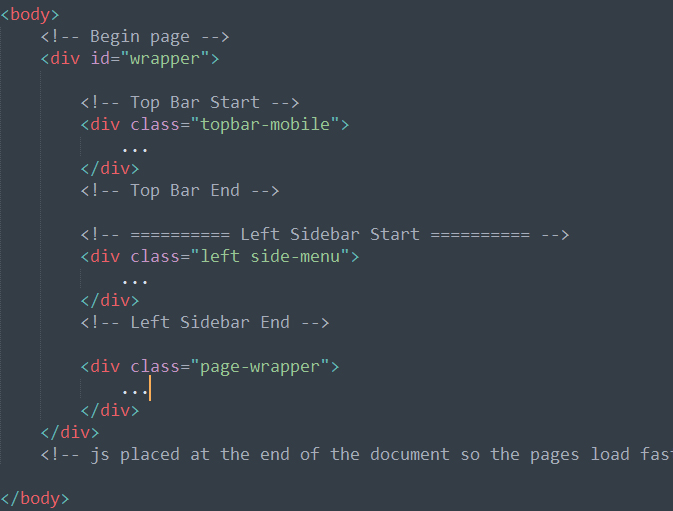 <body>
<!-- Begin page -->
<div id="wrapper">
<!-- Top Bar Start -->
<div class="topbar-mobile">
...
</div>
<!-- Top Bar End -->
<!-- ========== Left Sidebar Start ========== -->
<div class="left side-menu">
...
</div>
<!-- Left Sidebar End -->
<div class="page-wrapper">
...
</div>
</div>
<!-- js placed at the end of the document so the pages load fast
</body>